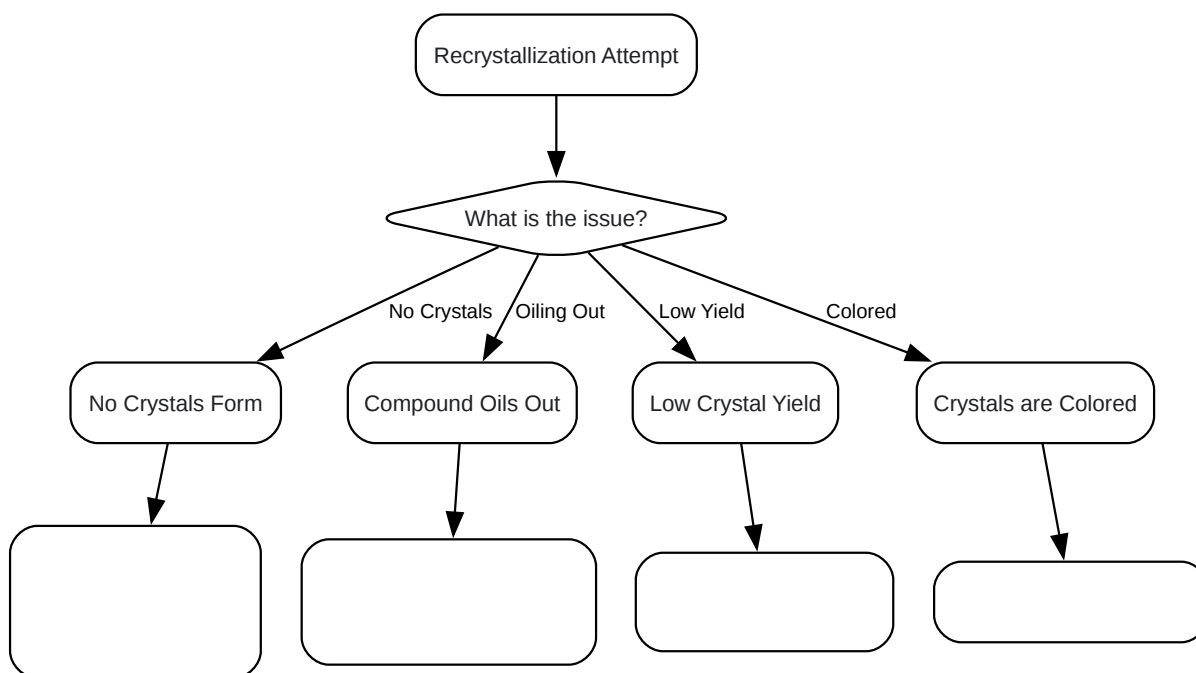 Recrystallization Attempt
What is the issue?
No Crystals
Oiling Out
Low Yield
Colored
No Crystals Form
Compound Oils Out
Low Crystal Yield
Crystals are Colored